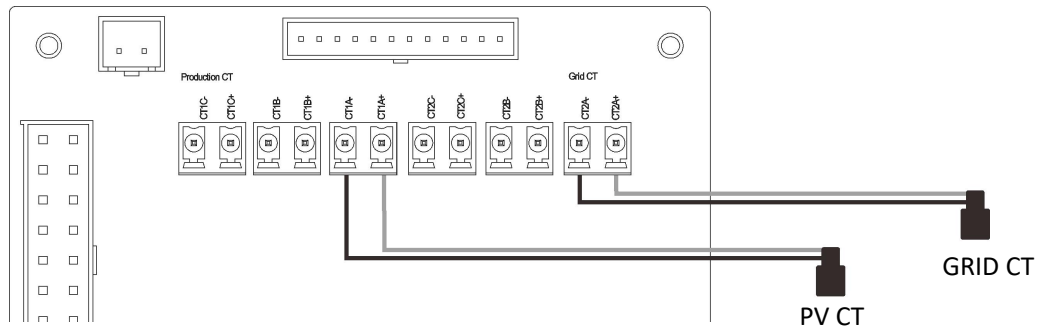 Production CT
Grid CT
CT1C-
CT1C+
CT1B-
CT1B+
CT1A-
CT1A+
CT2C-
CT2C+
CT2B-
CT2B+
CT2A-
CT2A+
GRID CT
PV CT